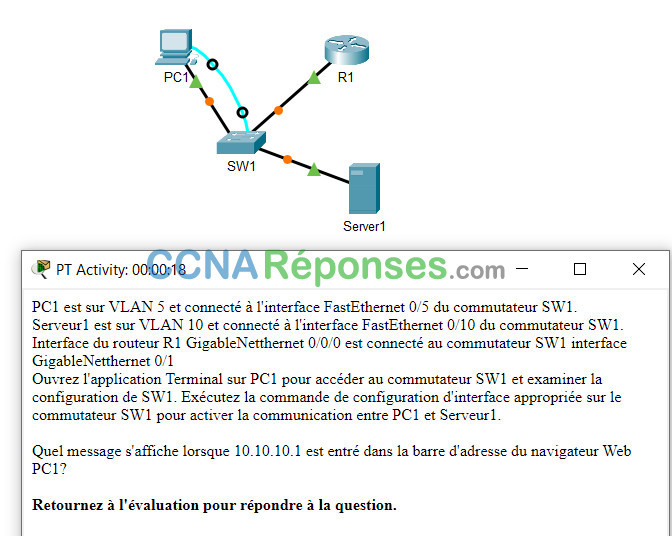 PC1
R1
SW1
Server1
PT Activity: 00:00:18
CCNA Réponses.com
PC1 est sur VLAN 5 et connecté à l'interface FastEthernet 0/5 du commutateur SW1.
Serveur1 est sur VLAN 10 et connecté à l'interface FastEthernet 0/10 du commutateur SW1.
Interface du routeur R1 GigableNetthernet 0/0/0 est connecté au commutateur SW1 interface
GigableNetthernet 0/1
Ouvrez l'application Terminal sur PC1 pour accéder au commutateur SW1 et examiner la
configuration de SW1. Exécutez la commande de configuration d'interface appropriée sur le
commutateur SW1 pour activer la communication entre PC1 et Serveur1.
Quel message s'affiche lorsque 10.10.10.1 est entré dans la barre d'adresse du navigateur Web
PC1?
Retournez à l'évaluation pour répondre à la question.